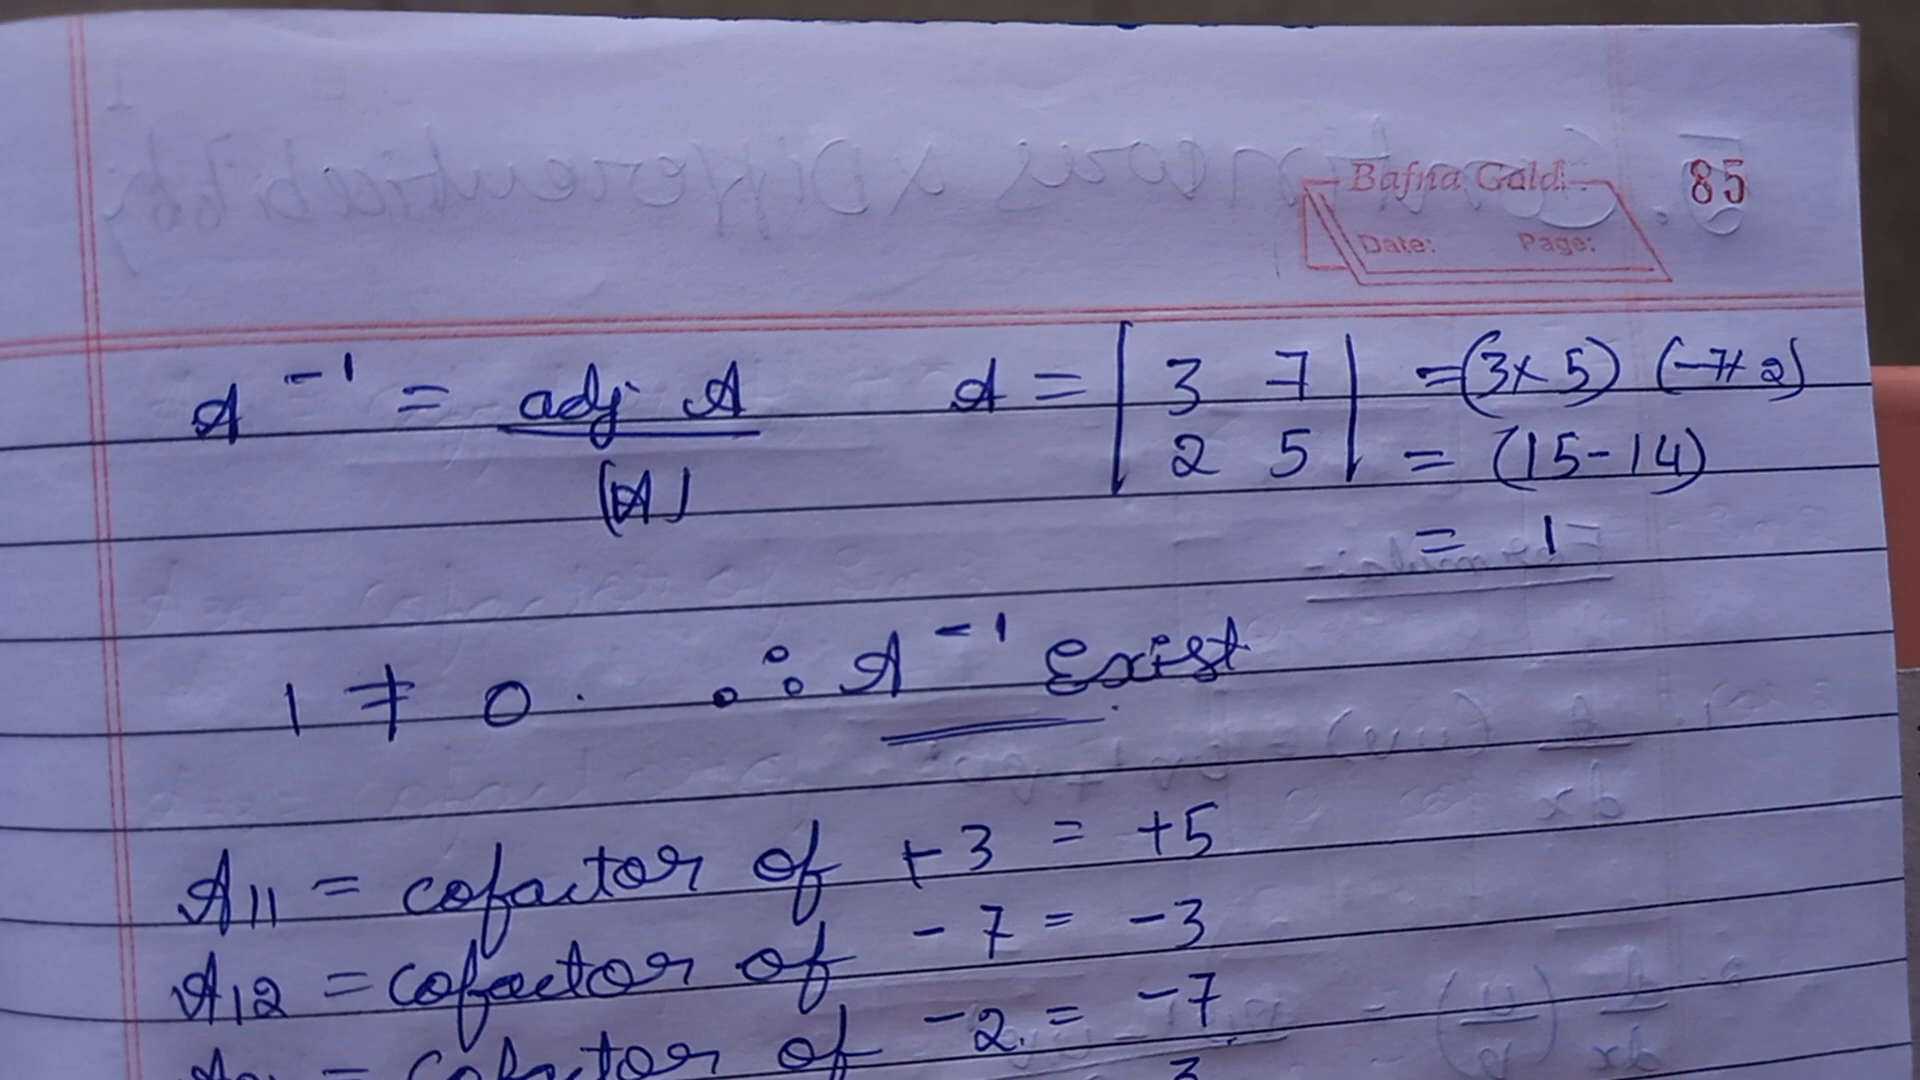 Bafna Gold 85
Date: Page:
A⁻¹ = adj A / |A|
A = | 3 7 | = (3×5) (-7×2)
| 2 5 | = (15-14)
= 1
1 ≠ 0. ∴ A⁻¹ Exist
A11 = cofactor of +3 = +5
A12 = cofactor of -7 = -3
= cofactor of -2 = -7
3